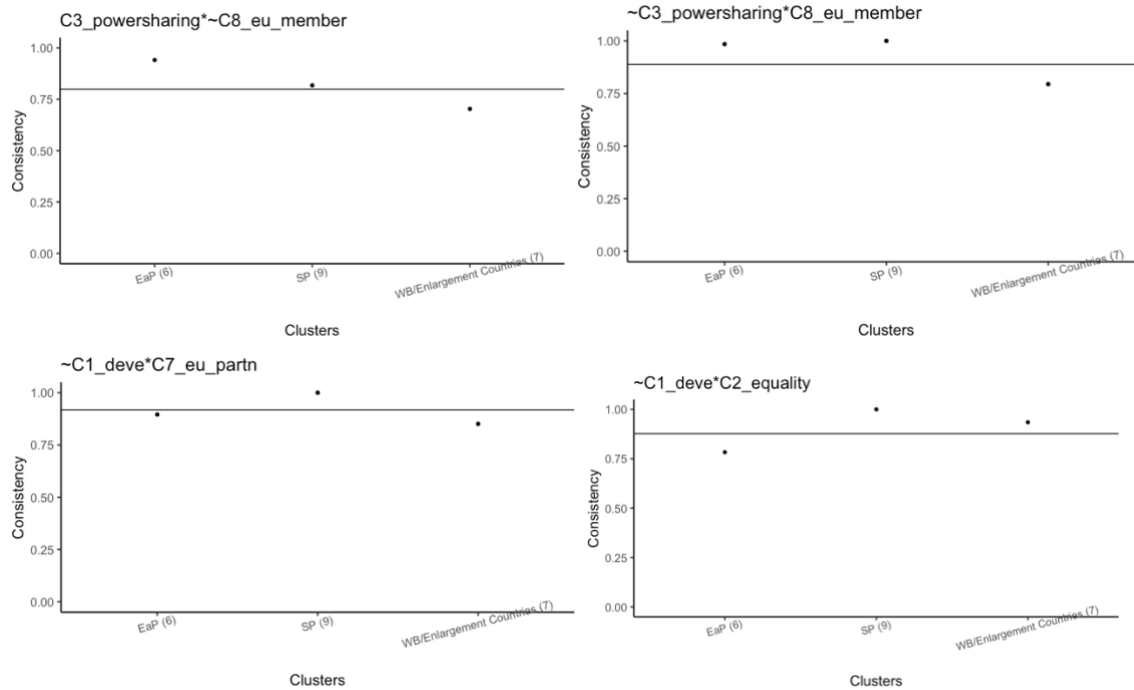 C3_powersharing*~C8_eu_member
1.00
0.75
0.50
0.25
0.00
Consistency
EaP (6)
SP (9)
WB/Enlargement Countries (7)
Clusters
~C3_powersharing*C8_eu_member
1.00
0.75
0.50
0.25
0.00
Consistency
EaP (6)
SP (9)
WB/Enlargement Countries (7)
Clusters
~C1_deve*C7_eu_partn
1.00
0.75
0.50
0.25
0.00
Consistency
EaP (6)
SP (9)
WB/Enlargement Countries (7)
Clusters
~C1_deve*C2_equality
1.00
0.75
0.50
0.25
0.00
Consistency
EaP (6)
SP (9)
WB/Enlargement Countries (7)
Clusters